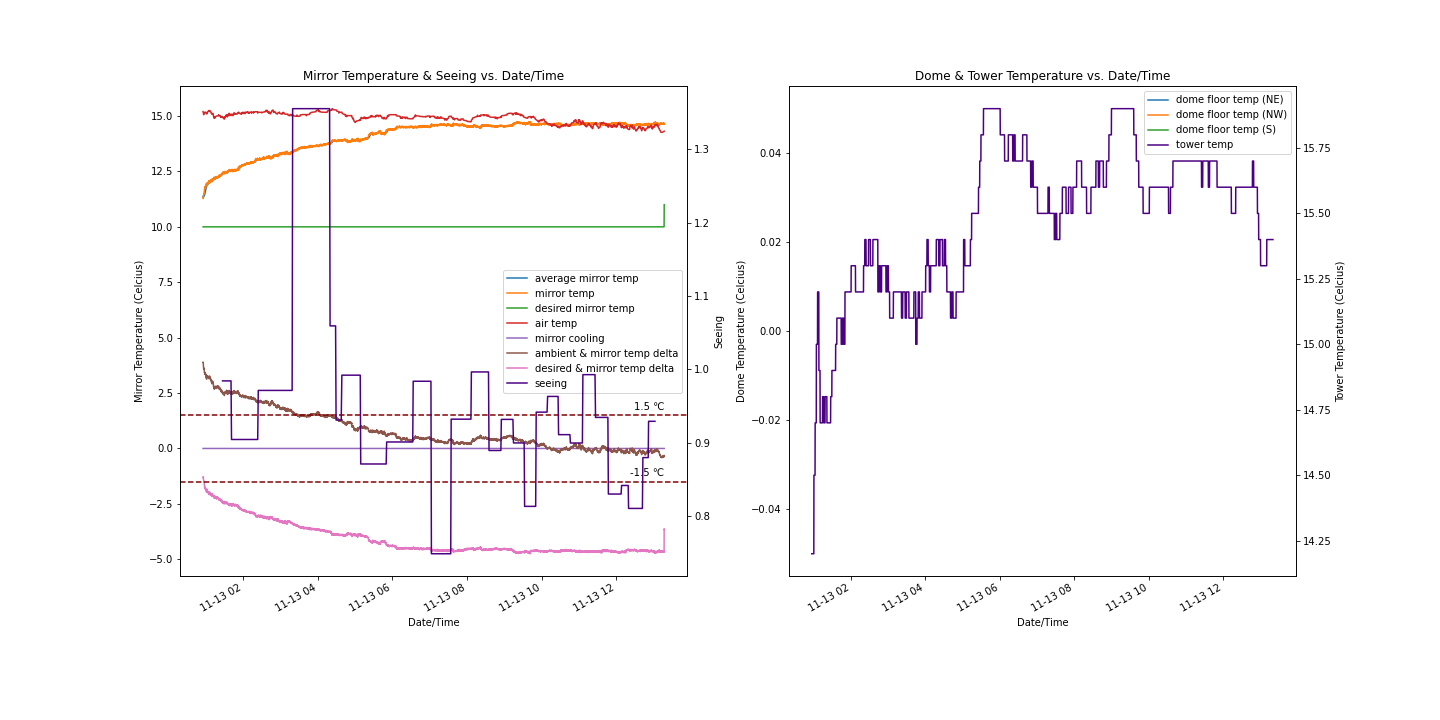 Mirror Temperature & Seeing vs. Date/Time
Mirror Temperature (Celcius)
15.0
12.5
10.0
7.5
5.0
2.5
0.0
−2.5
−5.0
average mirror temp
mirror temp
desired mirror temp
air temp
mirror cooling
ambient & mirror temp delta
desired & mirror temp delta
seeing
1.5 °C
-1.5 °C
1.3
1.2
1.1
1.0
0.9
0.8
Seeing
11-13 02
11-13 04
11-13 06
11-13 08
11-13 10
11-13 12
Date/Time
Dome & Tower Temperature vs. Date/Time
Dome Temperature (Celcius)
0.04
0.02
0.00
−0.02
−0.04
dome floor temp (NE)
dome floor temp (NW)
dome floor temp (S)
tower temp
15.75
15.50
15.25
15.00
14.75
14.50
14.25
Tower Temperature (Celcius)
11-13 02
11-13 04
11-13 06
11-13 08
11-13 10
11-13 12
Date/Time